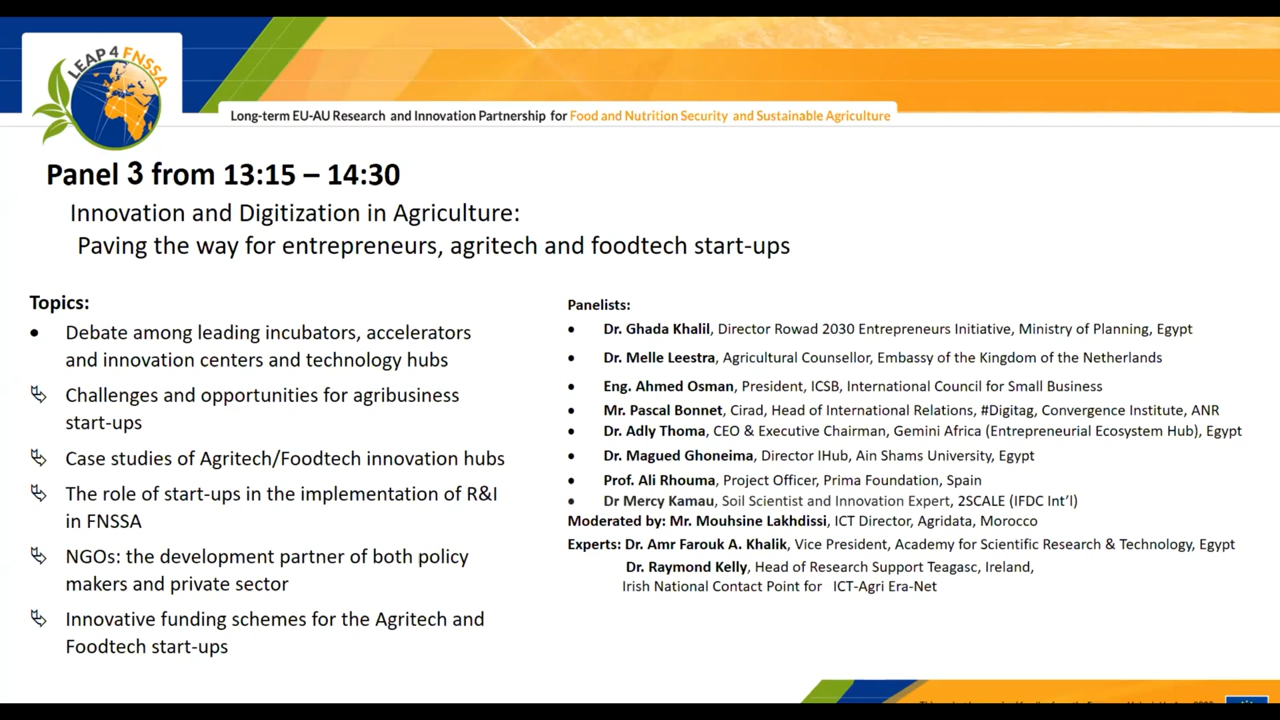 LEAP 4 FNSSA
Long-term EU-AU Research and Innovation Partnership for Food and Nutrition Security and Sustainable Agriculture
Panel 3 from 13:15 – 14:30
Innovation and Digitization in Agriculture:
Paving the way for entrepreneurs, agritech and foodtech start-ups
Topics:
• Debate among leading incubators, accelerators
and innovation centers and technology hubs
Challenges and opportunities for agribusiness
start-ups
Case studies of Agritech/Foodtech innovation hubs
The role of start-ups in the implementation of R&I
in FNSSA
NGOs: the development partner of both policy
makers and private sector
Innovative funding schemes for the Agritech and
Foodtech start-ups
Panelists:
• Dr. Ghada Khalil, Director Rowad 2030 Entrepreneurs Initiative, Ministry of Planning, Egypt
• Dr. Melle Leestra, Agricultural Counsellor, Embassy of the Kingdom of the Netherlands
• Eng. Ahmed Osman, President, ICSB, International Council for Small Business
• Mr. Pascal Bonnet, Cirad, Head of International Relations, #Digitag, Convergence Institute, ANR
• Dr. Adly Thoma, CEO & Executive Chairman, Gemini Africa (Entrepreneurial Ecosystem Hub), Egypt
• Dr. Magued Ghoneima, Director IHub, Ain Shams University, Egypt
• Prof. Ali Rhouma, Project Officer, Prima Foundation, Spain
• Dr Mercy Kamau, Soil Scientist and Innovation Expert, 2SCALE (IFDC Int'l)
Moderated by: Mr. Mouhsine Lakhdissi, ICT Director, Agridata, Morocco
Experts: Dr. Amr Farouk A. Khalik, Vice President, Academy for Scientific Research & Technology, Egypt
Dr. Raymond Kelly, Head of Research Support Teagasc, Ireland,
Irish National Contact Point for ICT-Agri Era-Net